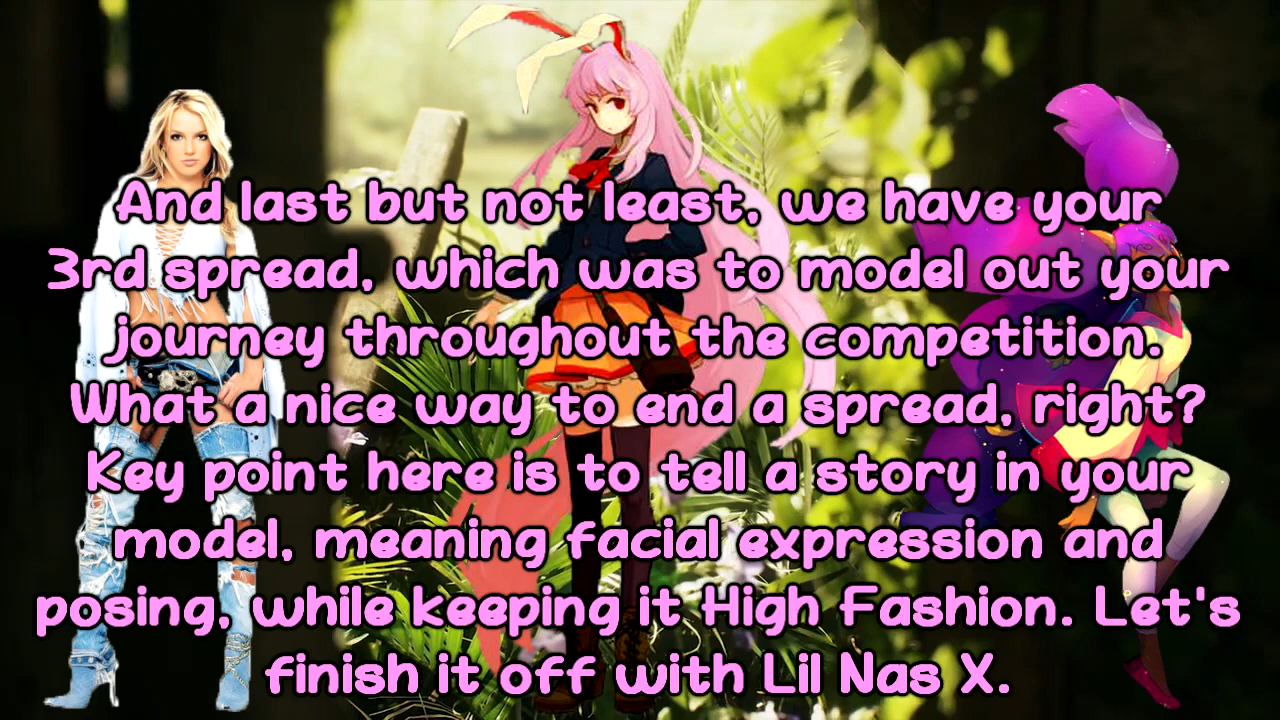 And last but not least, we have your
3rd spread, which was to model out your
journey throughout the competition.
What a nice way to end a spread, right?
Key point here is to tell a story in your
model, meaning facial expression and
posing, while keeping it High Fashion. Let's
finish it off with Lil Nas X.